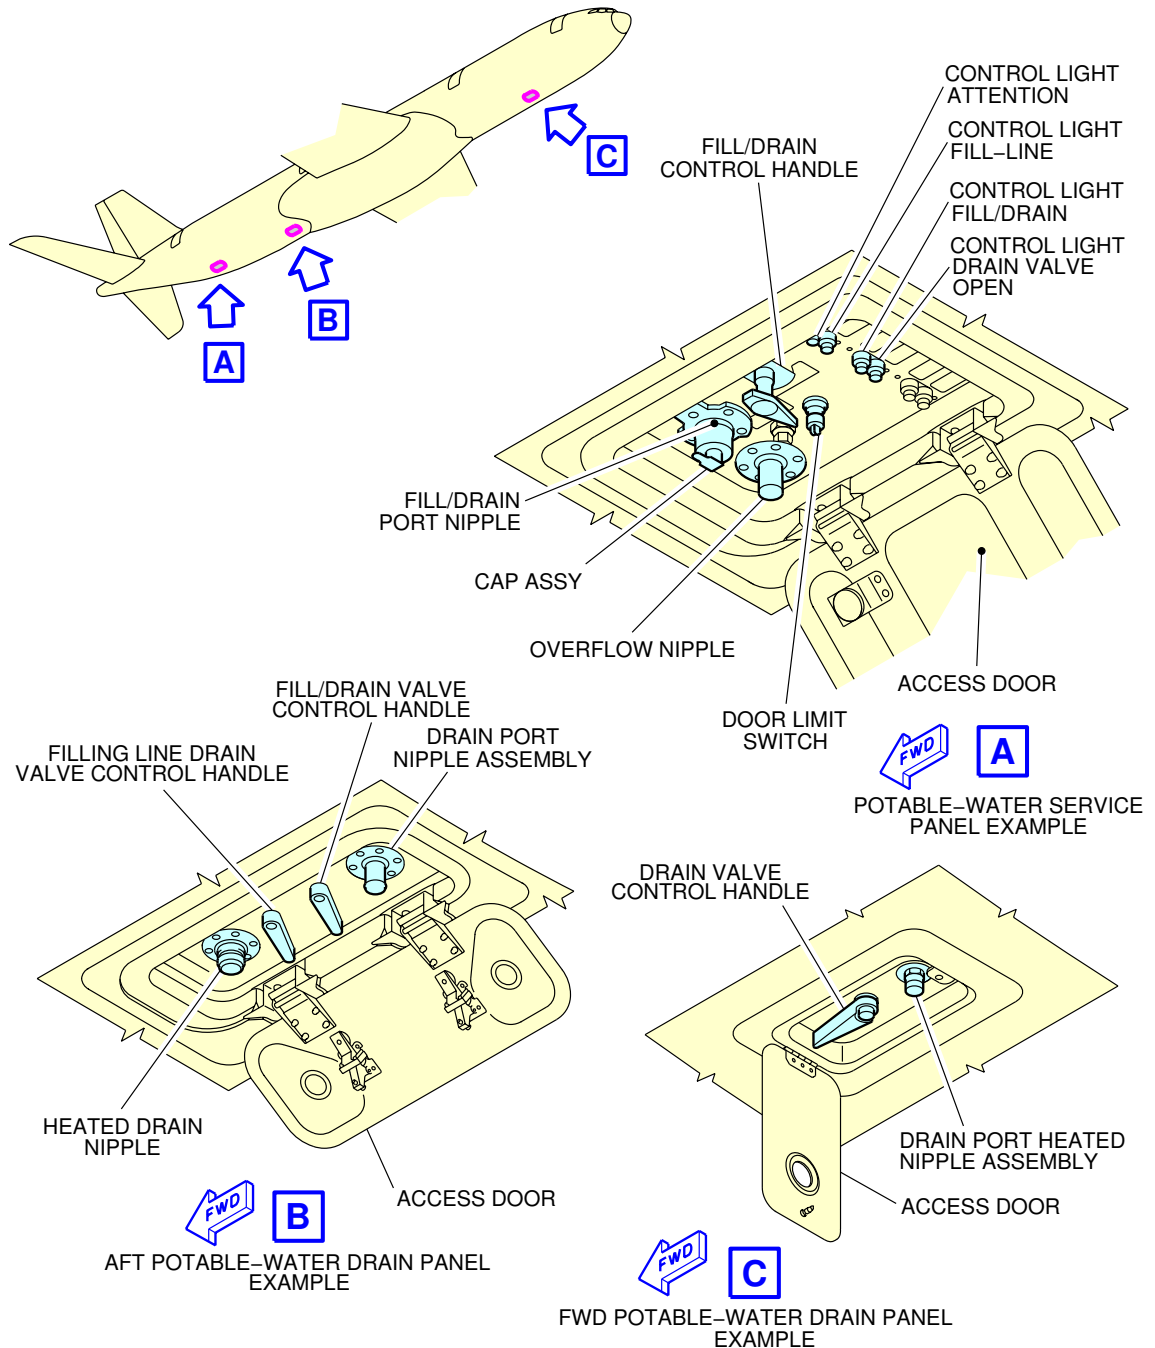 C
B
A
CONTROL LIGHT
ATTENTION
CONTROL LIGHT
FILL–LINE
CONTROL LIGHT
FILL/DRAIN
CONTROL LIGHT
DRAIN VALVE
OPEN
FILL/DRAIN
CONTROL HANDLE
FILL/DRAIN
PORT NIPPLE
CAP ASSY
OVERFLOW NIPPLE
DOOR LIMIT
SWITCH
ACCESS DOOR
FWD
A
POTABLE–WATER SERVICE
PANEL EXAMPLE
FILL/DRAIN VALVE
CONTROL HANDLE
DRAIN PORT
NIPPLE ASSEMBLY
FILLING LINE DRAIN
VALVE CONTROL HANDLE
HEATED DRAIN
NIPPLE
ACCESS DOOR
FWD
B
AFT POTABLE–WATER DRAIN PANEL
EXAMPLE
DRAIN VALVE
CONTROL HANDLE
DRAIN PORT HEATED
NIPPLE ASSEMBLY
ACCESS DOOR
FWD
C
FWD POTABLE–WATER DRAIN PANEL
EXAMPLE